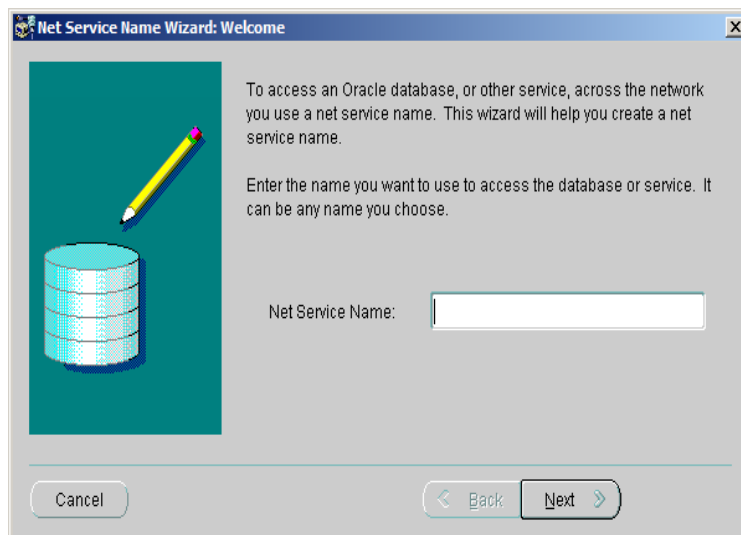 Net Service Name Wizard: Welcome
To access an Oracle database, or other service, across the network
you use a net service name. This wizard will help you create a net
service name.
Enter the name you want to use to access the database or service. It
can be any name you choose.
Net Service Name:
Cancel
Back
Next